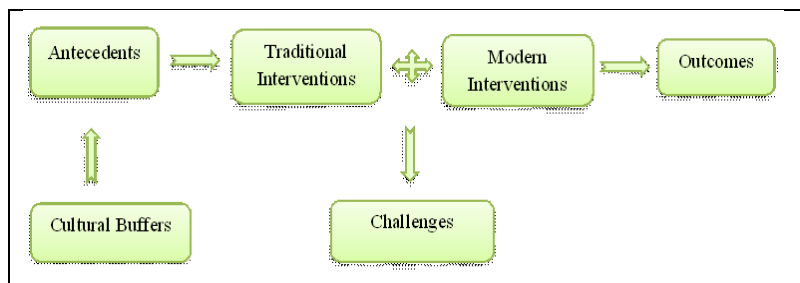 Antecedents
Traditional
Interventions
Modern
Interventions
Outcomes
Cultural Buffers
Challenges